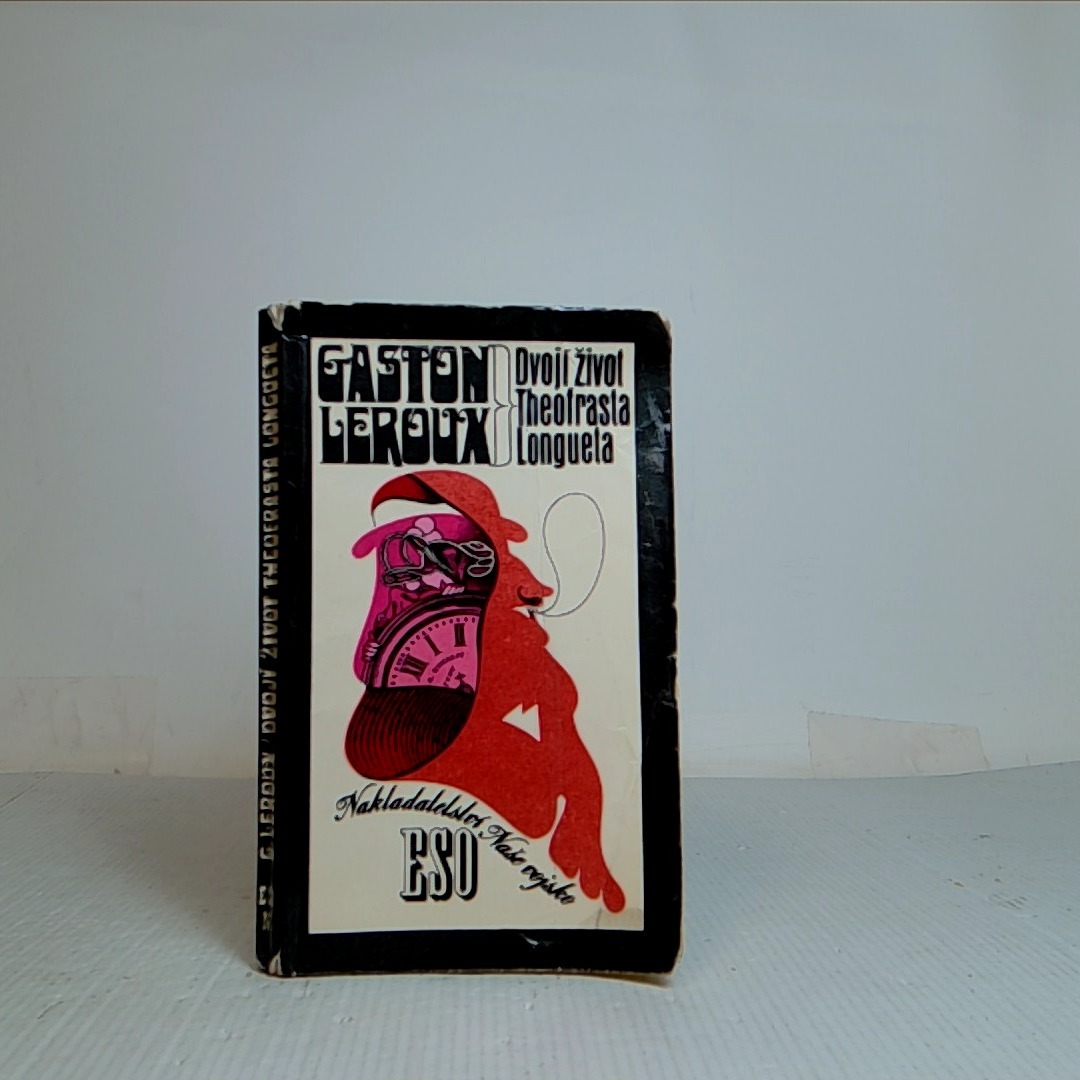 GASTON
LEROUX
Dvojí život
Theofrasta
Longueta
Nakladatelství Naše vojsko
ESO
G. LEROUX DVOJÍ ŽIVOT THEOFRASTA LONGUETA